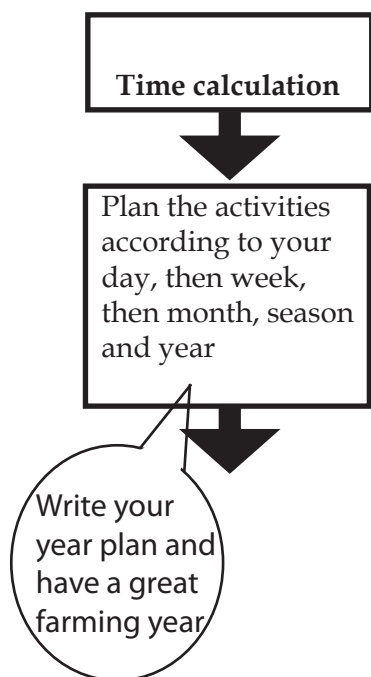 Time calculation
Plan the activities
according to your
day, then week,
then month, season
and year
Write your
year plan and
have a great
farming year